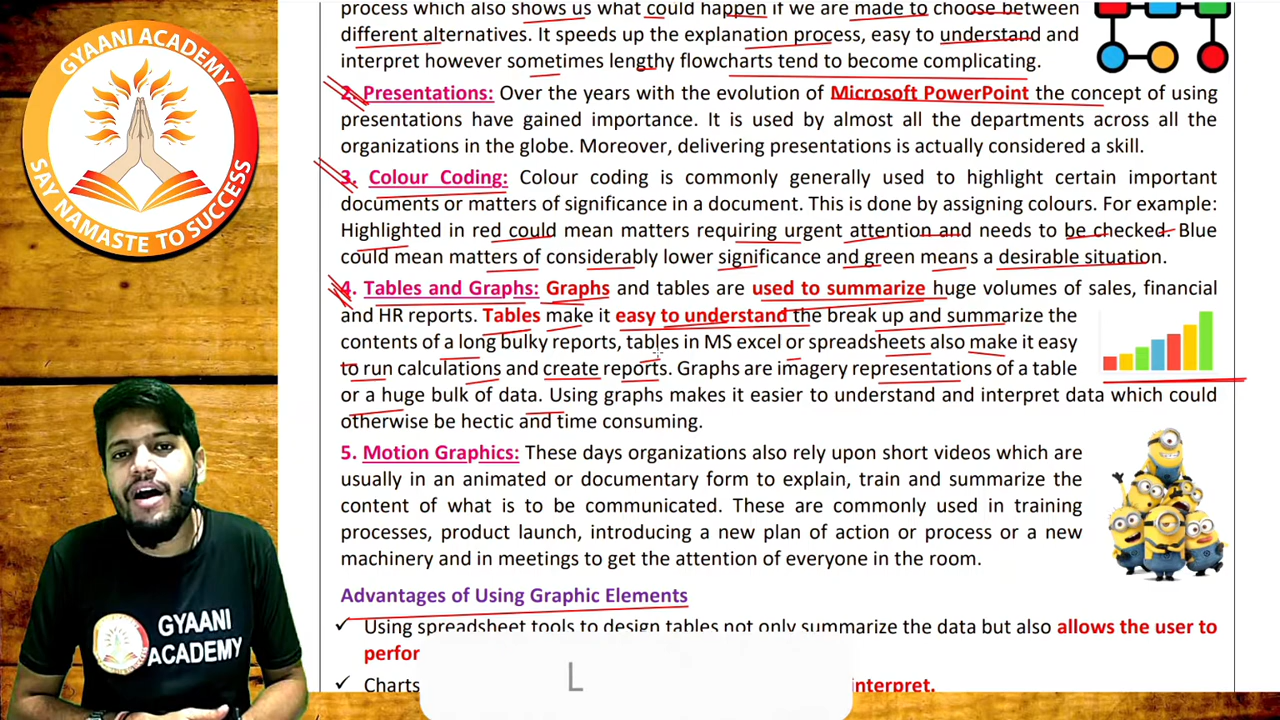 GYAANI ACADEMY
SAY NAMASTE TO SUCCESS
process which also shows us what could happen if we are made to choose between
different alternatives. It speeds up the explanation process, easy to understand and
interpret however sometimes lengthy flowcharts tend to become complicating.
2. Presentations: Over the years with the evolution of Microsoft PowerPoint the concept of using
presentations have gained importance. It is used by almost all the departments across all the
organizations in the globe. Moreover, delivering presentations is actually considered a skill.
3. Colour Coding: Colour coding is commonly generally used to highlight certain important
documents or matters of significance in a document. This is done by assigning colours. For example:
Highlighted in red could mean matters requiring urgent attention and needs to be checked. Blue
could mean matters of considerably lower significance and green means a desirable situation.
4. Tables and Graphs: Graphs and tables are used to summarize huge volumes of sales, financial
and HR reports. Tables make it easy to understand the break up and summarize the
contents of a long bulky reports, tables in MS excel or spreadsheets also make it easy
to run calculations and create reports. Graphs are imagery representations of a table
or a huge bulk of data. Using graphs makes it easier to understand and interpret data which could
otherwise be hectic and time consuming.
5. Motion Graphics: These days organizations also rely upon short videos which are
usually in an animated or documentary form to explain, train and summarize the
content of what is to be communicated. These are commonly used in training
processes, product launch, introducing a new plan of action or process or a new
machinery and in meetings to get the attention of everyone in the room.
Advantages of Using Graphic Elements
✓ Using spreadsheet tools to design tables not only summarize the data but also allows the user to
perfor
✓ Charts interpret.
L
GYAANI
ACADEMY